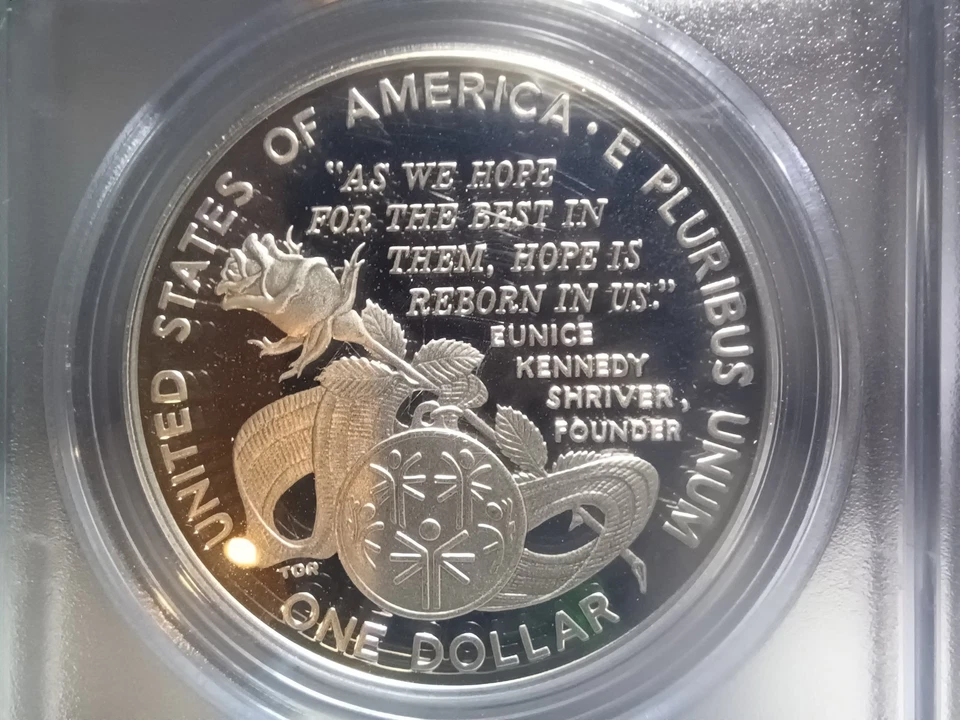 UNITED STATES OF AMERICA · E PLURIBUS UNUM
"AS WE HOPE
FOR THE BEST IN
THEM, HOPE IS
REBORN IN US."
EUNICE
KENNEDY
SHRIVER,
FOUNDER
TGR
ONE DOLLAR